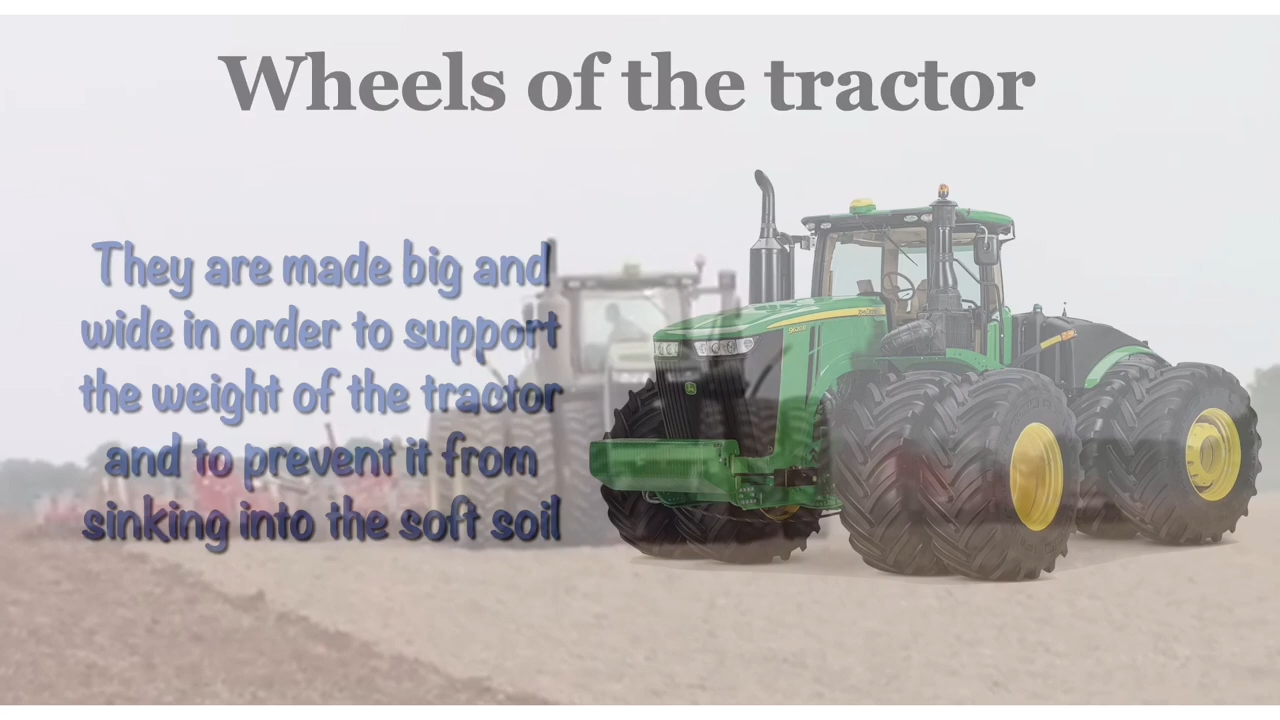 Wheels of the tractor
They are made big and
wide in order to support
the weight of the tractor
and to prevent it from
sinking into the soft soil